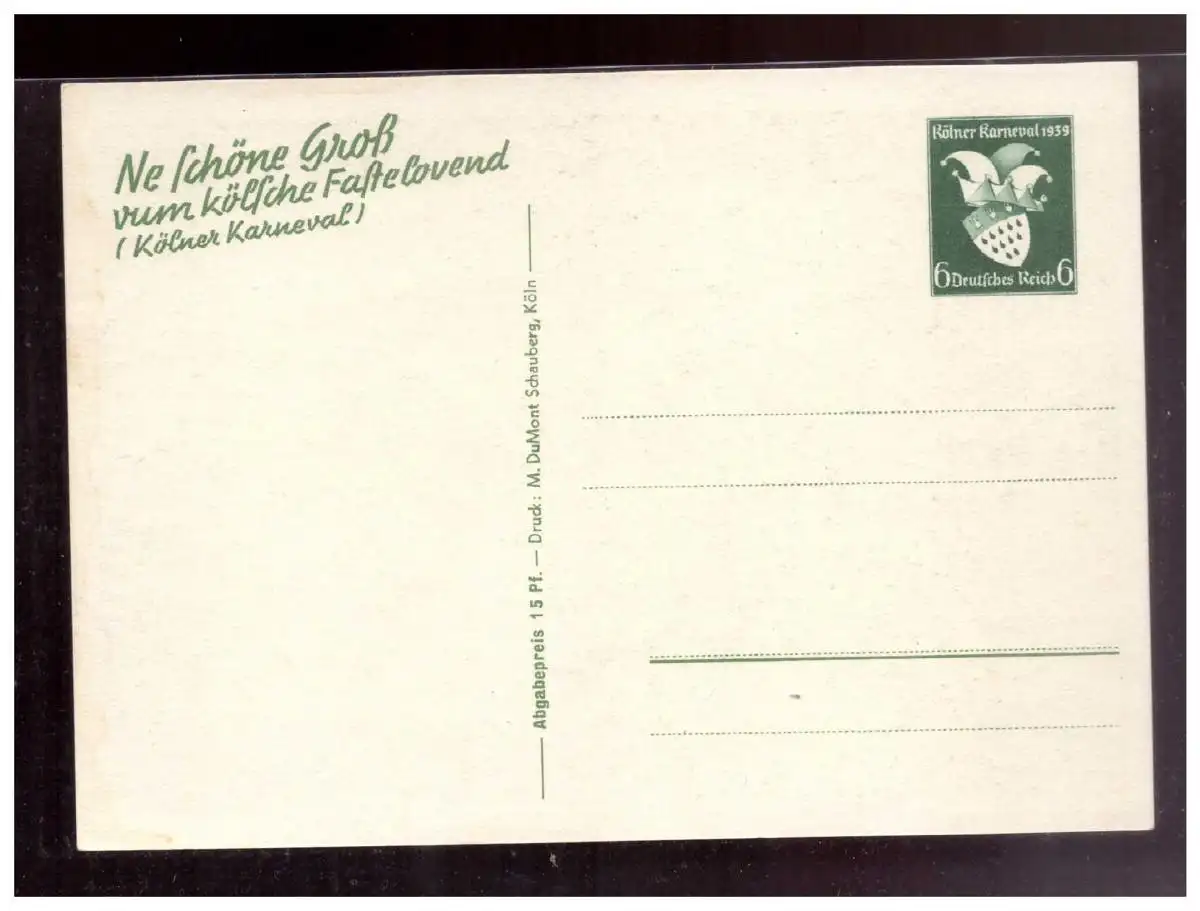 Ne schöne Groß
vum kölsche Fastelovend
(Kölner Karneval)
Abgabepreis 15 Pf. — Druck: M. DuMont Schauberg, Köln
Kölner Karneval 1939
6 Deutsches Reich 6